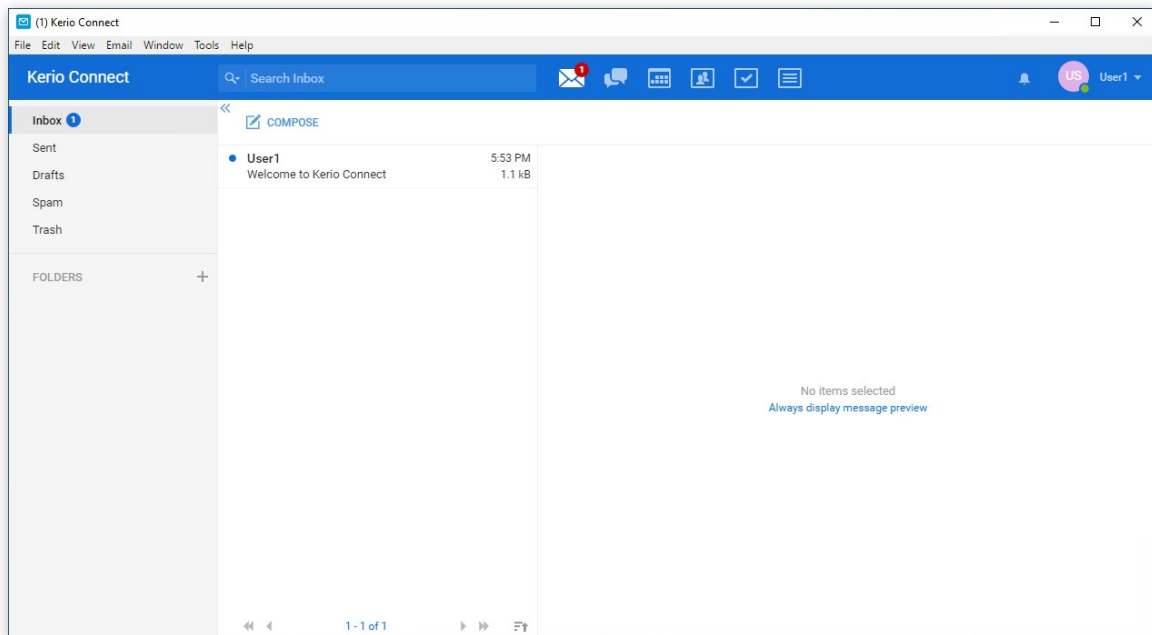 (1) Kerio Connect
File Edit View Email Window Tools Help
Kerio Connect
Search Inbox
1
US
User1
Inbox 1
Sent
Drafts
Spam
Trash
FOLDERS
COMPOSE
User1 5:53 PM
Welcome to Kerio Connect 1.1 kB
No items selected
Always display message preview
1 - 1 of 1